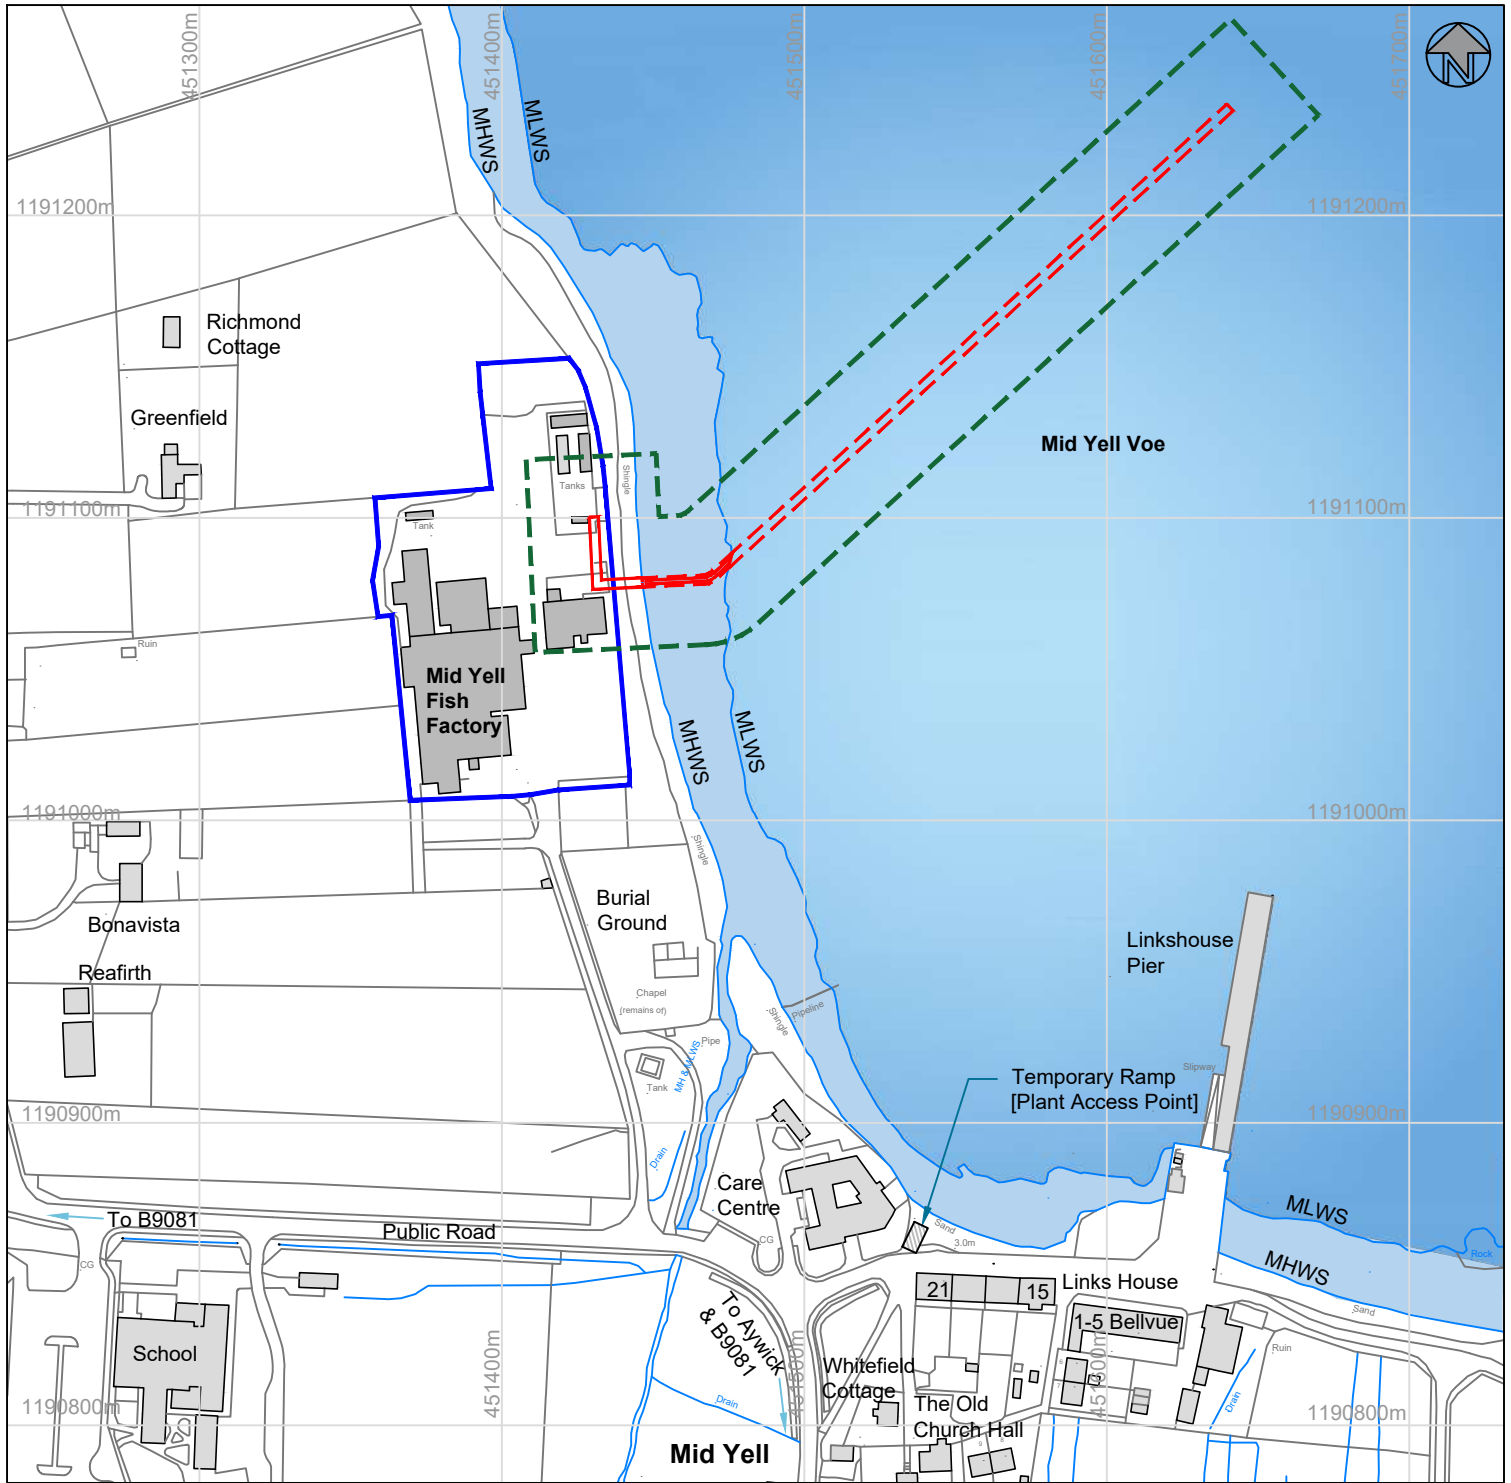 451300m
451400m
451500m
451600m
451700m
N
MHWS
MLWS
1191200m
1191200m
Richmond
Cottage
Greenfield
Mid Yell Voe
Shingle
Tanks
1191100m
1191100m
Tank
Ruin
Mid Yell
Fish
Factory
MHWS
MLWS
1191000m
1191000m
Shingle
Burial
Ground
Bonavista
Linkshouse
Pier
Reafirth
Chapel
(remains of)
Shingle
Pipeline
Pipe
MH & MLWS
Tank
Slipway
Temporary Ramp
[Plant Access Point]
1190900m
1190900m
Drain
Care
Centre
To B9081
Public Road
CG
CG
Sand
3.0m
MLWS
MHWS
Rock
Sand
21
15
Links House
1-5 Bellvue
To Aywick
& B9081
School
Whitefield
Cottage
Ruin
451400m
451500m
451600m
Drain
Drain
The Old
Church Hall
1190800m
1190800m
Mid Yell